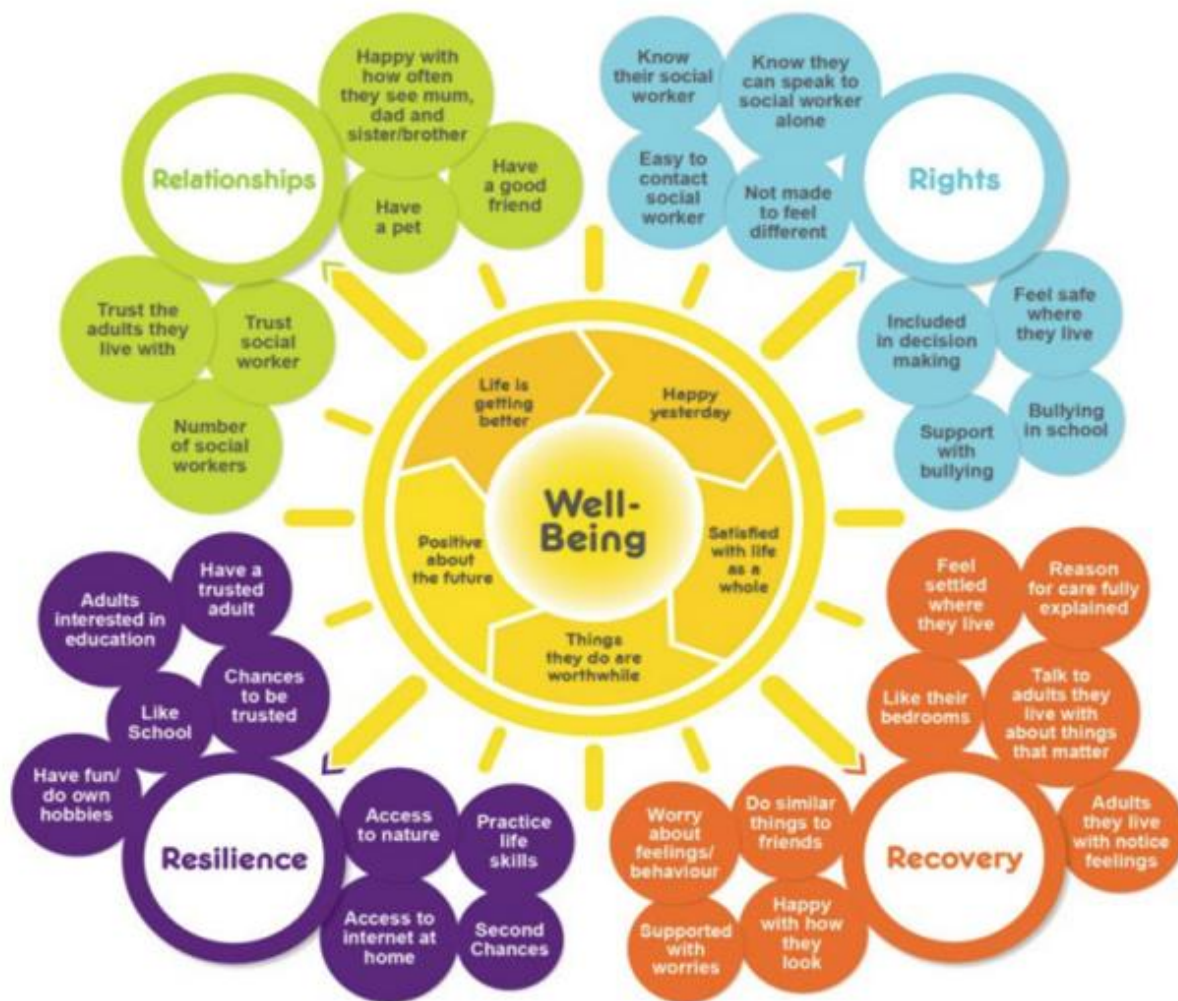 Relationships
Happy with
how often
they see mum,
dad and
sister/brother
Have
a good
friend
Have
a pet
Trust the
adults they
live with
Trust
social
worker
Number
of social
workers
Rights
Know
their social
worker
Know they
can speak to
social worker
alone
Easy to
contact
social
worker
Not made
to feel
different
Included
in decision
making
Feel safe
where
they live
Bullying
in school
Support
with
bullying
Well-
Being
Life is
getting
better
Happy
yesterday
Satisfied
with life
as a
whole
Things
they do are
worthwhile
Positive
about
the future
Resilience
Adults
interested in
education
Have a
trusted
adult
Chances
to be
trusted
Like
School
Have fun/
do own
hobbies
Access
to nature
Practice
life
skills
Access to
internet at
home
Second
Chances
Recovery
Feel
settled
where
they live
Reason
for care fully
explained
Like their
bedrooms
Talk to
adults they
live with
about things
that matter
Adults
they live
with notice
feelings
Worry
about
feelings/
behaviour
Do similar
things to
friends
Supported
with
worries
Happy
with how
they
look